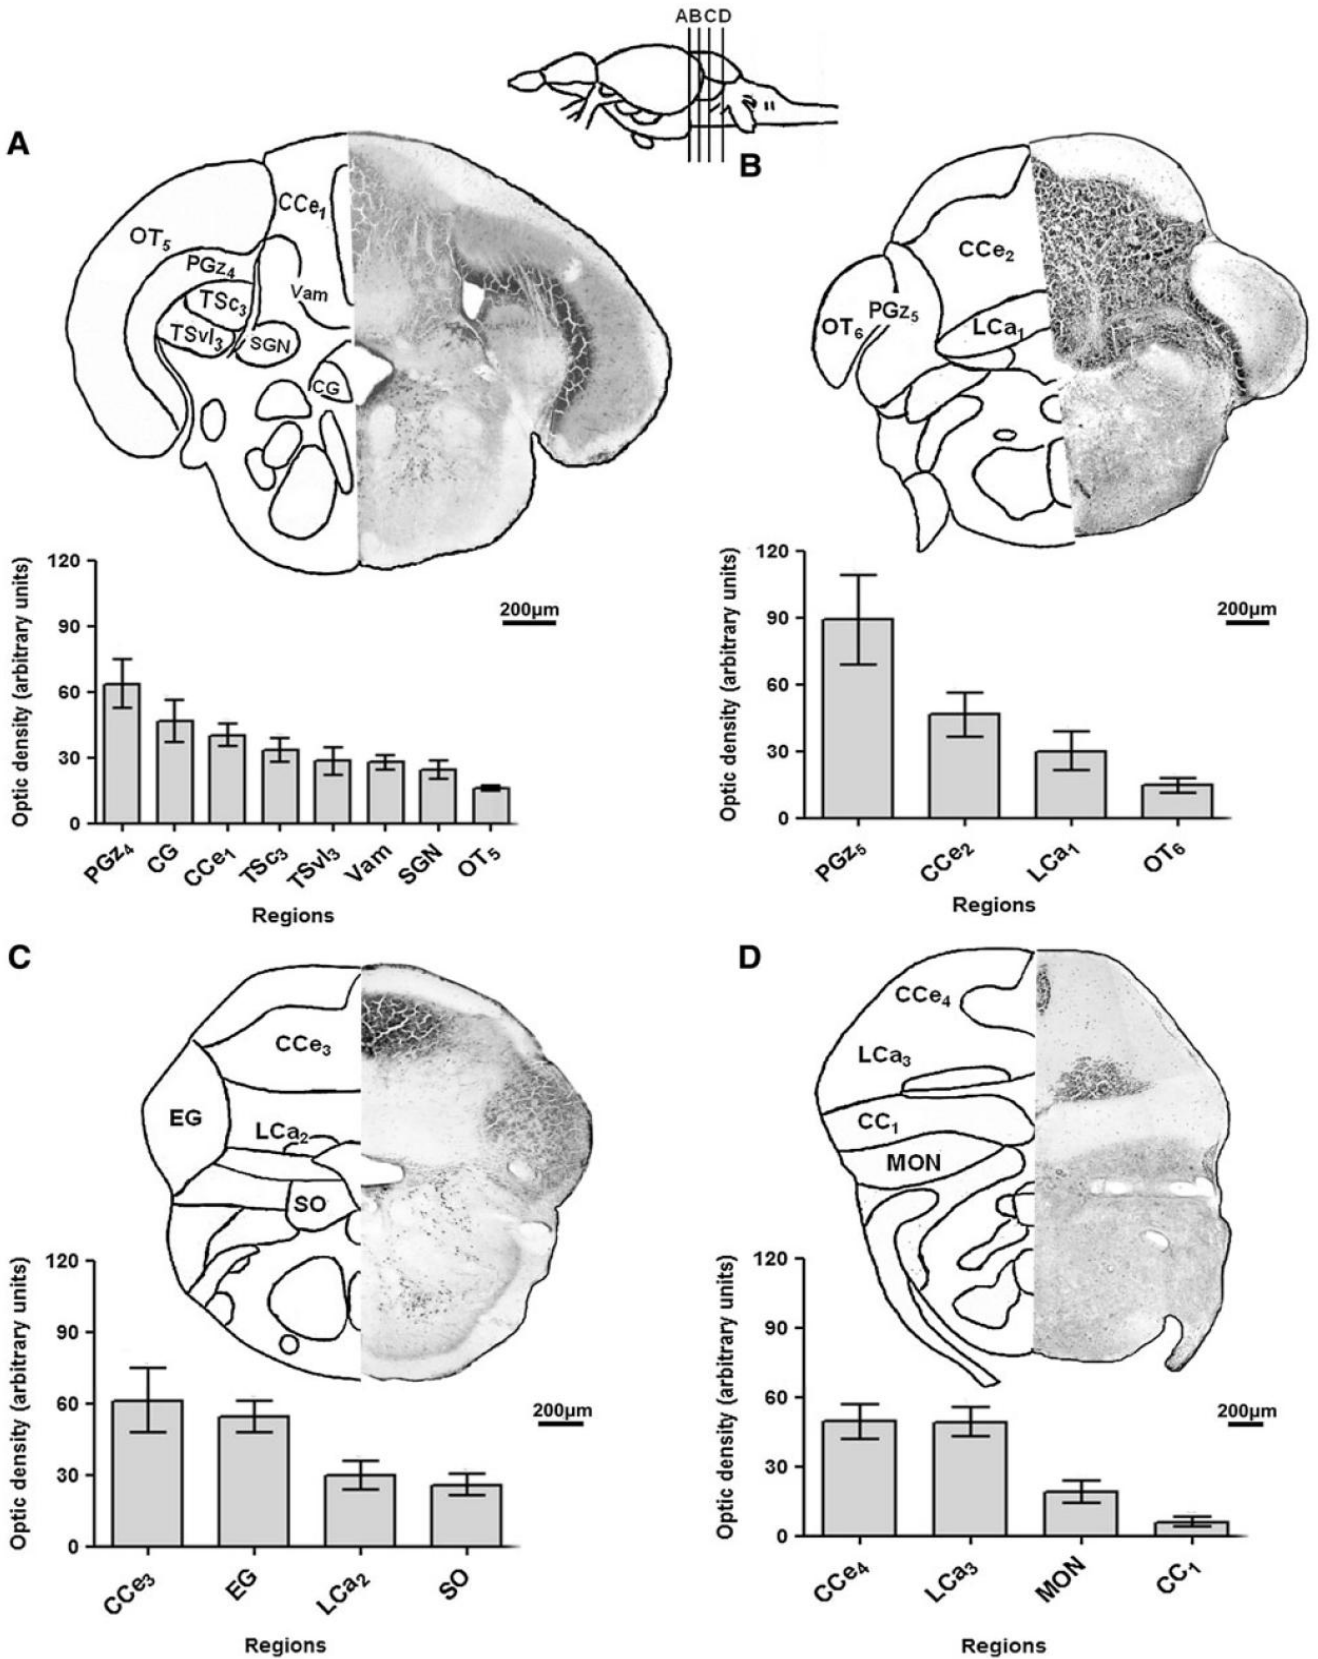 ABCD
A
CCe1
OT5
PGz4
TSc3
Vam
TSvl3
SGN
CG
Optic density (arbitrary units)
120
90
60
30
0
200µm
PGz4 CG CCe1 TSc3 TSvl3 Vam SGN OT5
Regions
B
CCe2
PGz5
OT6
LCa1
Optic density (arbitrary units)
120
90
60
30
0
200µm
PGz5 CCe2 LCa1 OT6
Regions
C
CCe3
EG
LCa2
SO
Optic density (arbitrary units)
120
90
60
30
0
200µm
CCe3 EG LCa2 SO
Regions
D
CCe4
LCa3
CC1
MON
Optic density (arbitrary units)
120
90
60
30
0
200µm
CCe4 LCa3 MON CC1
Regions